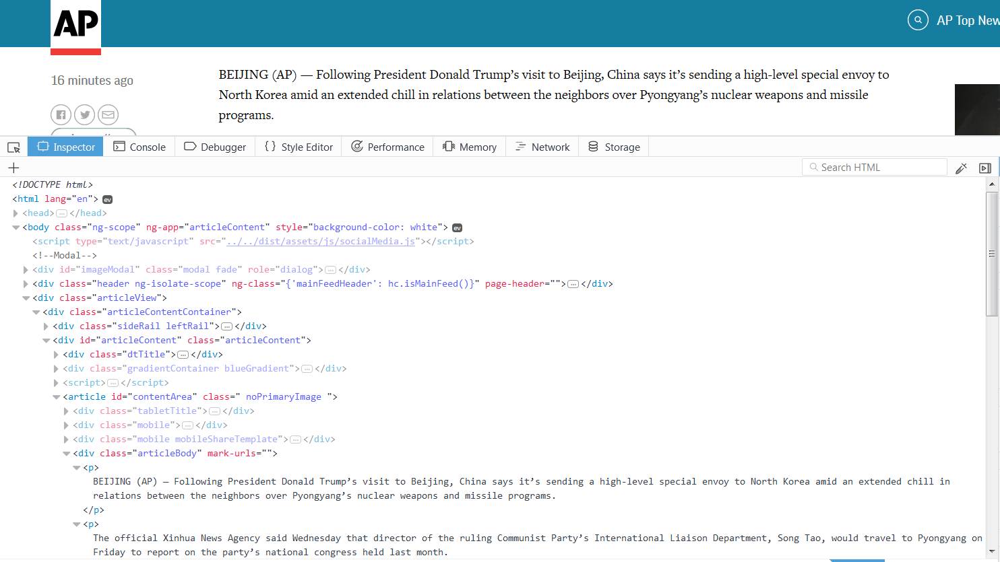 AP
AP Top New
16 minutes ago
BEIJING (AP) — Following President Donald Trump’s visit to Beijing, China says it’s sending a high-level special envoy to
North Korea amid an extended chill in relations between the neighbors over Pyongyang’s nuclear weapons and missile
programs.
Inspector
Console
Debugger
{ } Style Editor
Performance
Memory
Network
Storage
Search HTML
<!DOCTYPE html>
<html lang="en"> ev
<head>…</head>
<body class="ng-scope" ng-app="articleContent" style="background-color: white"> ev
<script type="text/javascript" src="../../dist/assets/js/socialMedia.js"></script>
<!--Modal-->
<div id="imageModal" class="modal fade" role="dialog">…</div>
<div class="header ng-isolate-scope" ng-class="{'mainFeedHeader': hc.isMainFeed()}" page-header="">…</div>
<div class="articleView">
<div class="articleContentContainer">
<div class="sideRail leftRail">…</div>
<div id="articleContent" class="articleContent">
<div class="dtTitle">…</div>
<div class="gradientContainer blueGradient">…</div>
<script>…</script>
<article id="contentArea" class=" noPrimaryImage ">
<div class="tabletTitle">…</div>
<div class="mobile">…</div>
<div class="mobile mobileShareTemplate">…</div>
<div class="articleBody" mark-urls="">
<p>
BEIJING (AP) — Following President Donald Trump’s visit to Beijing, China says it’s sending a high-level special envoy to North Korea amid an extended chill in
relations between the neighbors over Pyongyang’s nuclear weapons and missile programs.
</p>
<p>
The official Xinhua News Agency said Wednesday that director of the ruling Communist Party’s International Liaison Department, Song Tao, would travel to Pyongyang on
Friday to report on the party’s national congress held last month.